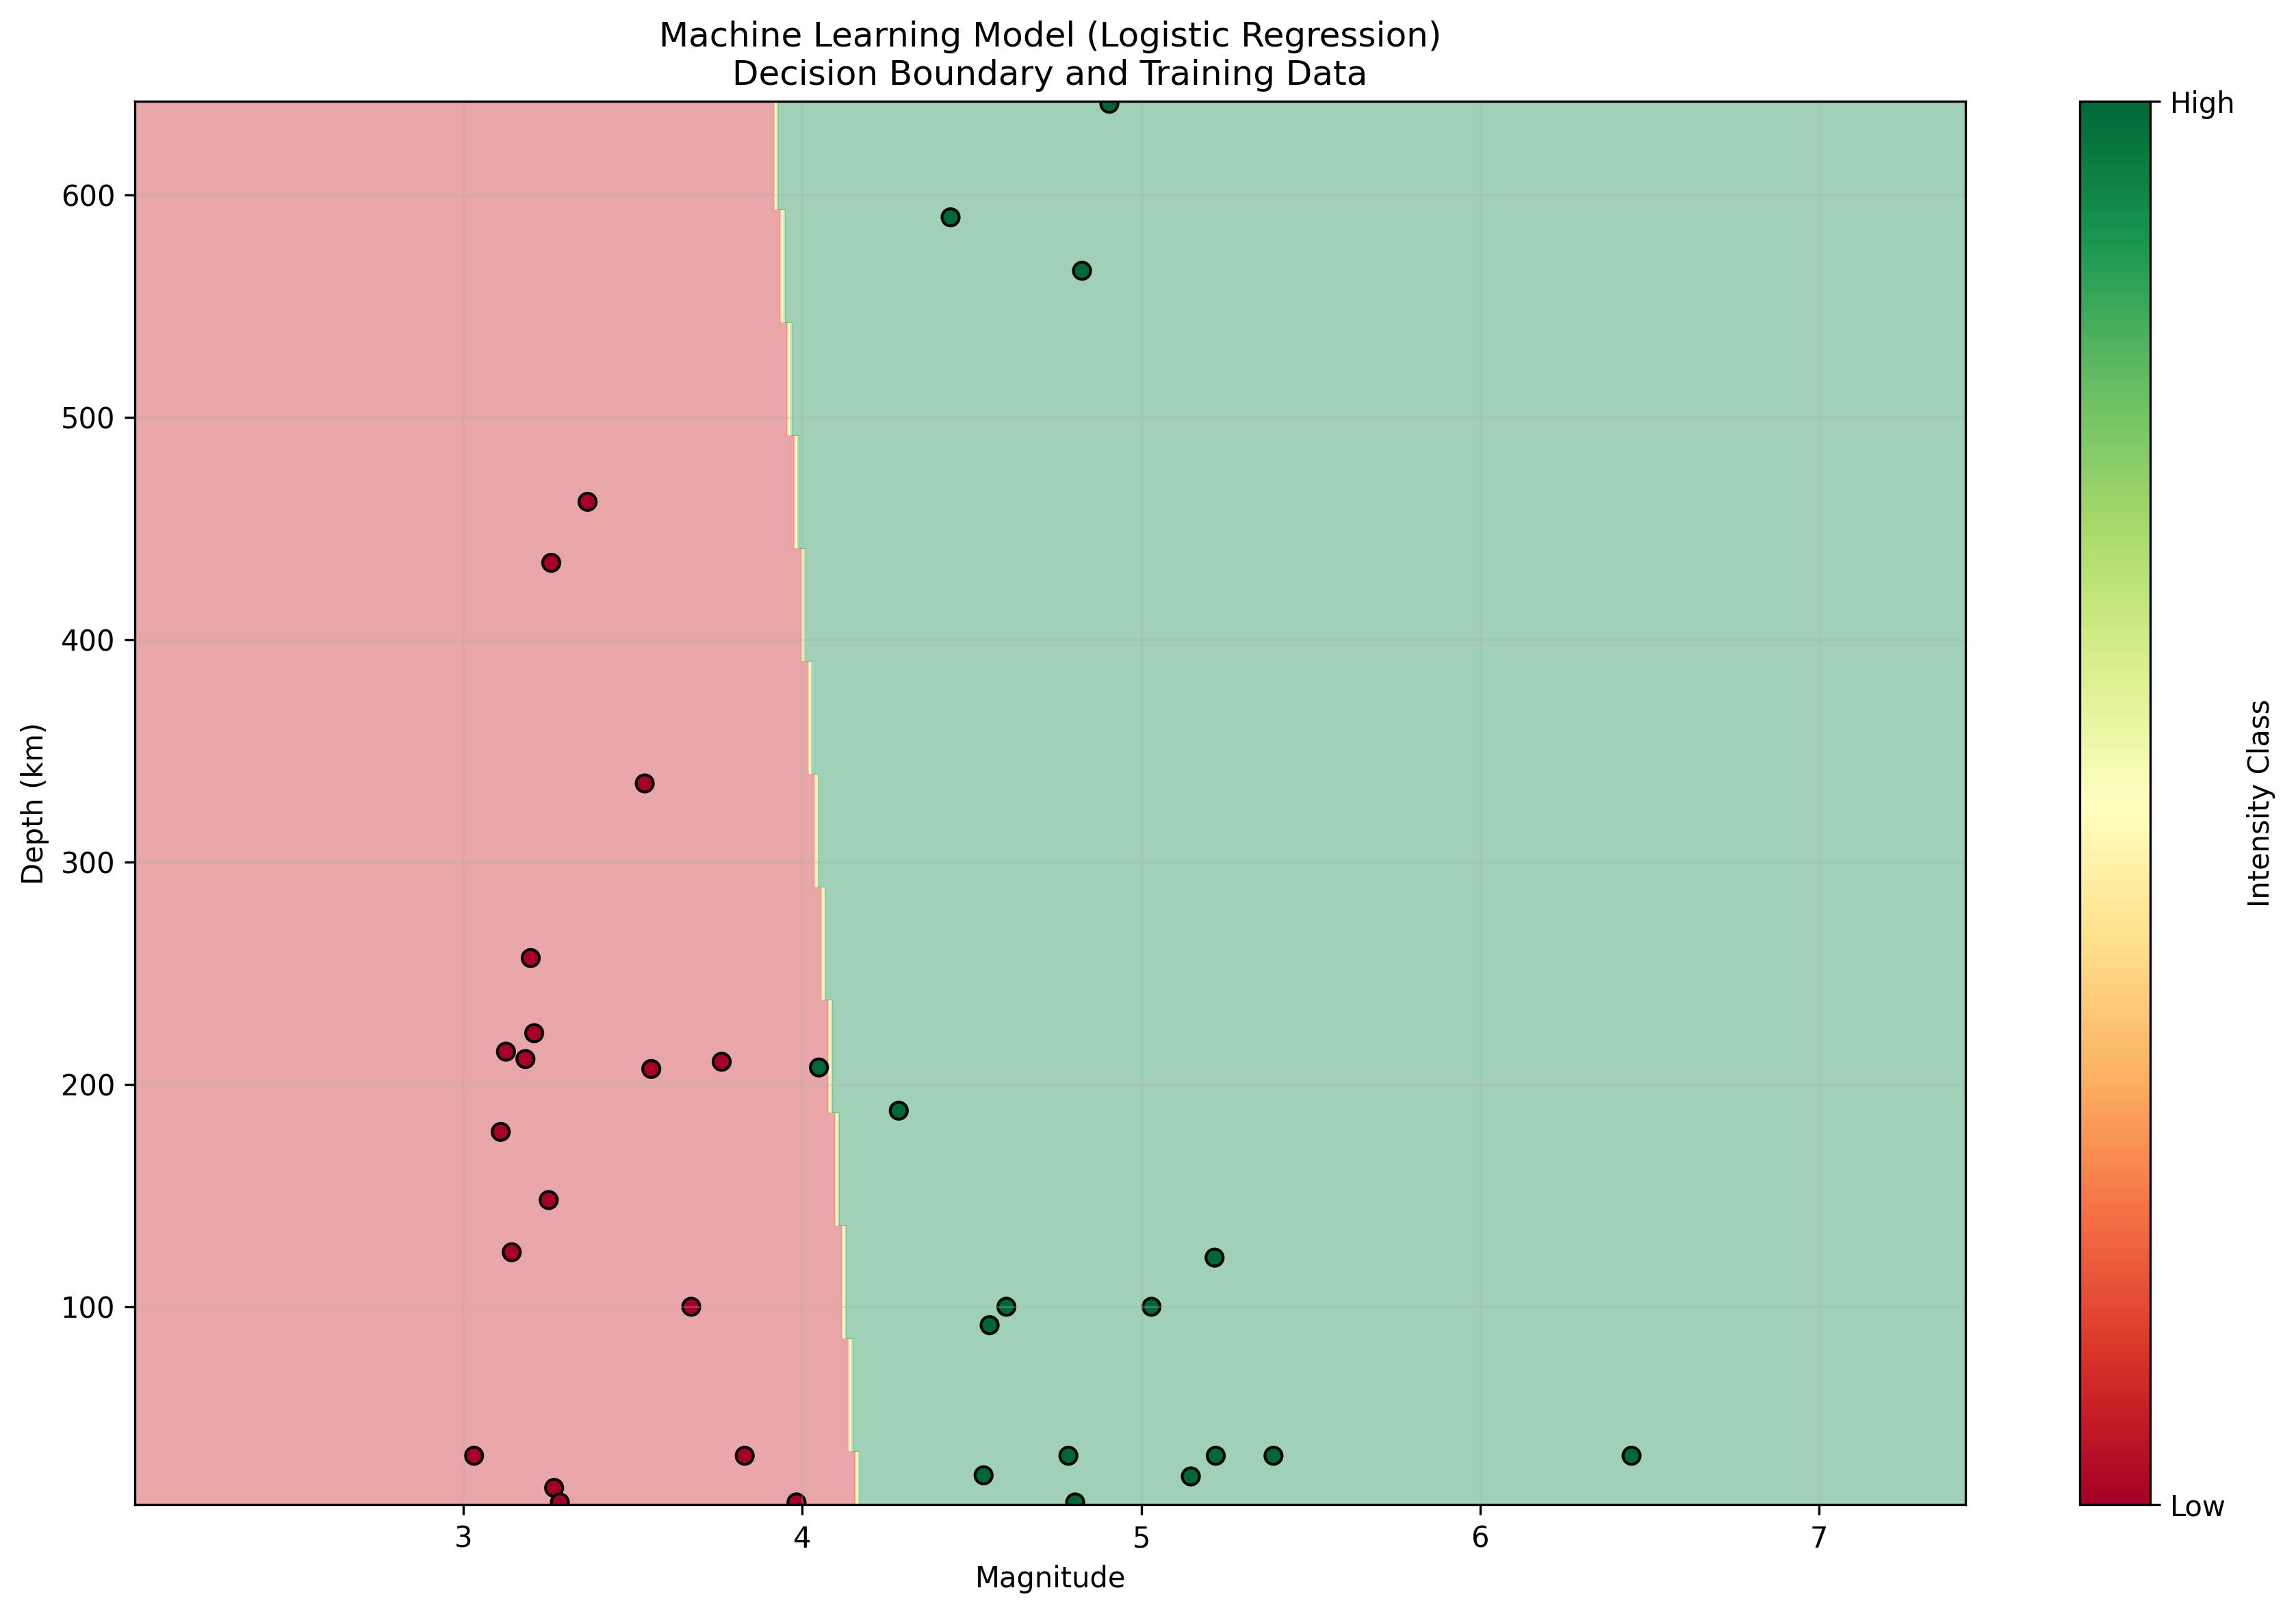 Machine Learning Model (Logistic Regression)
Decision Boundary and Training Data
High
600
500
400
300
200
100
Depth (km)
Intensity Class
Low
3 4 5 6 7
Magnitude